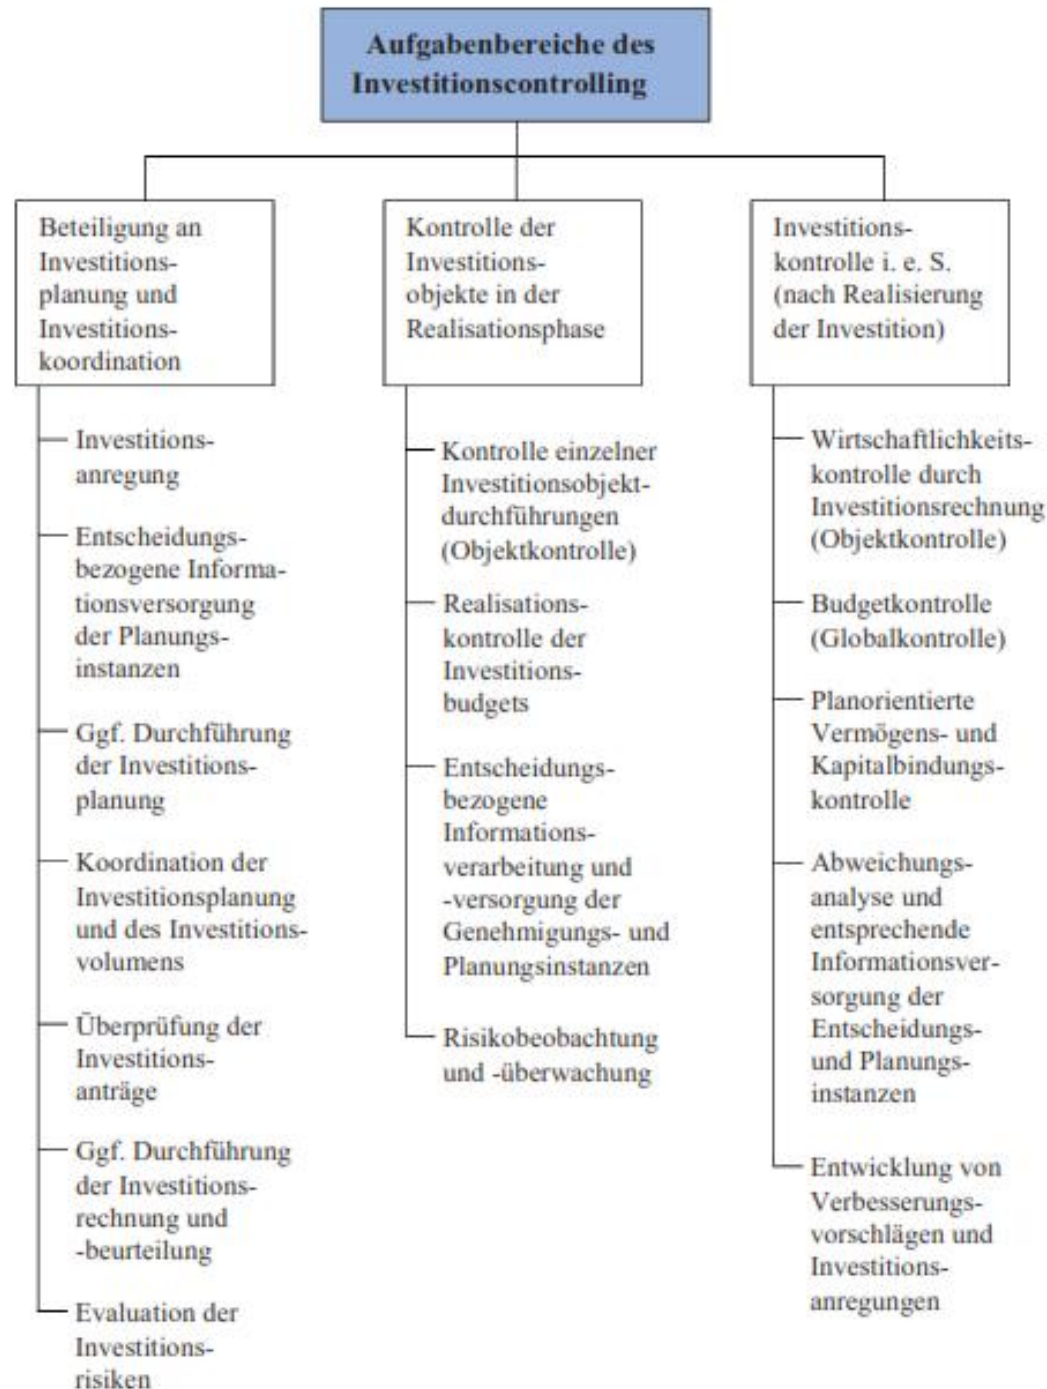 Aufgabenbereiche des
Investitionscontrolling
Beteiligung an
Investitions-
planung und
Investitions-
koordination
Investitions-
anregung
Entscheidungs-
bezogene Informa-
tionsversorgung
der Planungs-
instanzen
Ggf. Durchführung
der Investitions-
planung
Koordination der
Investitionsplanung
und des Investitions-
volumens
Überprüfung der
Investitions-
anträge
Ggf. Durchführung
der Investitions-
rechnung und
-beurteilung
Evaluation der
Investitions-
risiken
Kontrolle der
Investitions-
objekte in der
Realisationsphase
Kontrolle einzelner
Investitionsobjekt-
durchführungen
(Objektkontrolle)
Realisations-
kontrolle der
Investitions-
budgets
Entscheidungs-
bezogene
Informations-
verarbeitung und
-versorgung der
Genehmigungs- und
Planungsinstanzen
Risikobeobachtung
und -überwachung
Investitions-
kontrolle i. e. S.
(nach Realisierung
der Investition)
Wirtschaftlichkeits-
kontrolle durch
Investitionsrechnung
(Objektkontrolle)
Budgetkontrolle
(Globalkontrolle)
Planorientierte
Vermögens- und
Kapitalbindungs-
kontrolle
Abweichungs-
analyse und
entsprechende
Informationsver-
sorgung der
Entscheidungs-
und Planungs-
instanzen
Entwicklung von
Verbesserungs-
vorschlägen und
Investitions-
anregungen